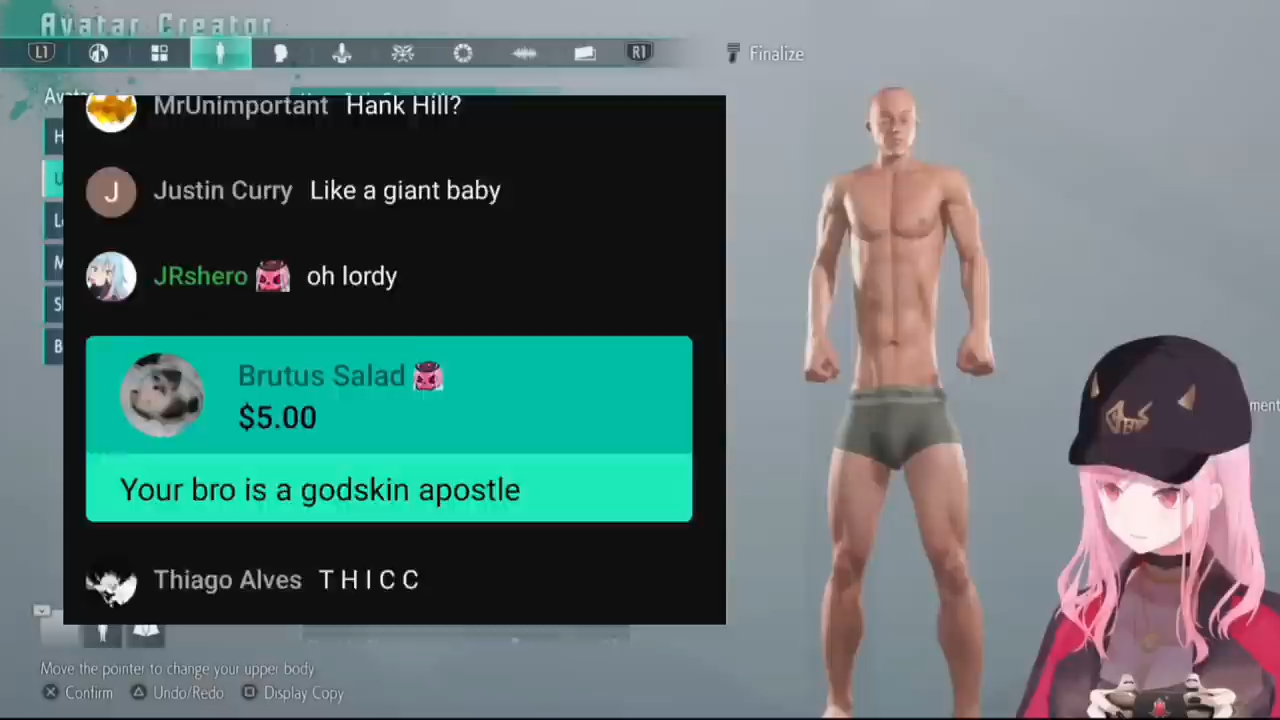 Avatar Creator
L1
R1
Finalize
MrUnimportant Hank Hill?
J
Justin Curry Like a giant baby
JRshero oh lordy
Brutus Salad
$5.00
Your bro is a godskin apostle
Thiago Alves T H I C C
Move the pointer to change your upper body
Confirm
Undo/Redo
Display Copy